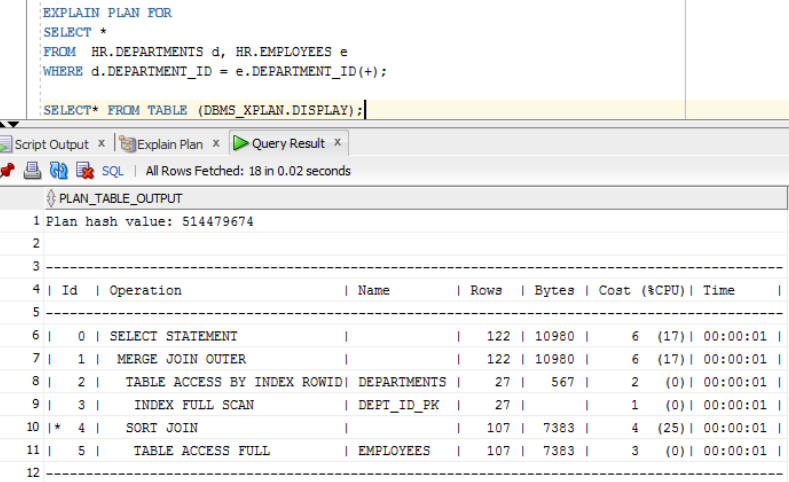 EXPLAIN PLAN FOR
SELECT *
FROM  HR.DEPARTMENTS d, HR.EMPLOYEES e
WHERE d.DEPARTMENT_ID = e.DEPARTMENT_ID(+);
SELECT* FROM TABLE (DBMS_XPLAN.DISPLAY);
Script Output x Explain Plan x Query Result x
SQL | All Rows Fetched: 18 in 0.02 seconds
PLAN_TABLE_OUTPUT
1 Plan hash value: 514479674
2
3 --------------------------------------------------------------------------------------------
4 | Id  | Operation                    | Name        | Rows  | Bytes | Cost (%CPU)| Time     |
5 --------------------------------------------------------------------------------------------
6 |   0 | SELECT STATEMENT             |             |   122 | 10980 |     6  (17)| 00:00:01 |
7 |   1 |  MERGE JOIN OUTER            |             |   122 | 10980 |     6  (17)| 00:00:01 |
8 |   2 |   TABLE ACCESS BY INDEX ROWID| DEPARTMENTS |    27 |   567 |     2   (0)| 00:00:01 |
9 |   3 |    INDEX FULL SCAN           | DEPT_ID_PK  |    27 |       |     1   (0)| 00:00:01 |
10 |*  4 |   SORT JOIN                  |             |   107 |  7383 |     4  (25)| 00:00:01 |
11 |   5 |    TABLE ACCESS FULL         | EMPLOYEES   |   107 |  7383 |     3   (0)| 00:00:01 |
12 --------------------------------------------------------------------------------------------